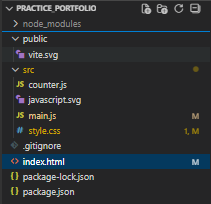 PRACTICE_PORTFOLIO
node_modules
public
vite.svg
src
counter.js
javascript.svg
main.js M
style.css 1, M
.gitignore
index.html M
package-lock.json
package.json